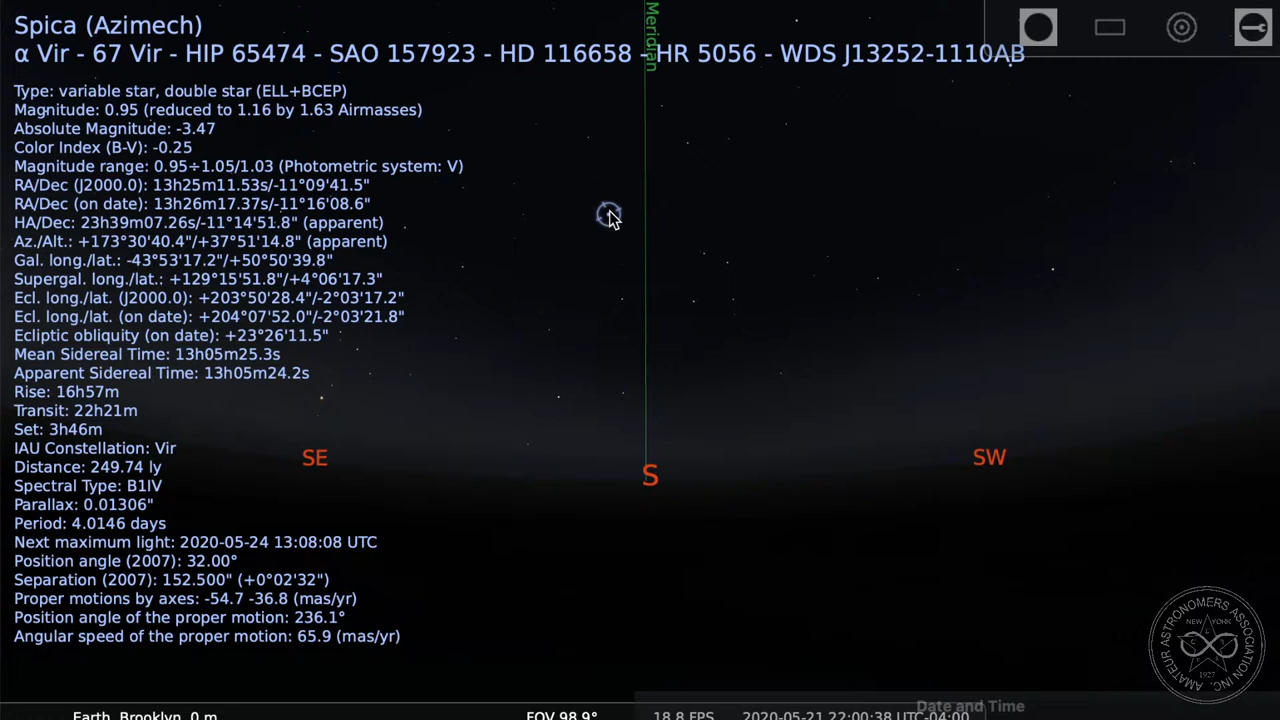 Spica (Azimech)
α Vir - 67 Vir - HIP 65474 - SAO 157923 - HD 116658 - HR 5056 - WDS J13252-1110AB
Meridian
Type: variable star, double star (ELL+BCEP)
Magnitude: 0.95 (reduced to 1.16 by 1.63 Airmasses)
Absolute Magnitude: -3.47
Color Index (B-V): -0.25
Magnitude range: 0.95÷1.05/1.03 (Photometric system: V)
RA/Dec (J2000.0): 13h25m11.53s/-11°09'41.5"
RA/Dec (on date): 13h26m17.37s/-11°16'08.6"
HA/Dec: 23h39m07.26s/-11°14'51.8" (apparent)
Az./Alt.: +173°30'40.4"/+37°51'14.8" (apparent)
Gal. long./lat.: -43°53'17.2"/+50°50'39.8"
Supergal. long./lat.: +129°15'51.8"/+4°06'17.3"
Ecl. long./lat. (J2000.0): +203°50'28.4"/-2°03'17.2"
Ecl. long./lat. (on date): +204°07'52.0"/-2°03'21.8"
Ecliptic obliquity (on date): +23°26'11.5"
Mean Sidereal Time: 13h05m25.3s
Apparent Sidereal Time: 13h05m24.2s
Rise: 16h57m
Transit: 22h21m
Set: 3h46m
IAU Constellation: Vir
Distance: 249.74 ly
Spectral Type: B1IV
Parallax: 0.01306"
Period: 4.0146 days
Next maximum light: 2020-05-24 13:08:08 UTC
Position angle (2007): 32.00°
Separation (2007): 152.500" (+0°02'32")
Proper motions by axes: -54.7 -36.8 (mas/yr)
Position angle of the proper motion: 236.1°
Angular speed of the proper motion: 65.9 (mas/yr)
SE
S
SW
AMATEUR ASTRONOMERS ASSOCIATION INC.
NEW YORK
1927
Date and Time
Earth, Brooklyn, 0 m
FOV 98.9°
18.8 FPS
2020-05-21 22:00:38 UTC-04:00